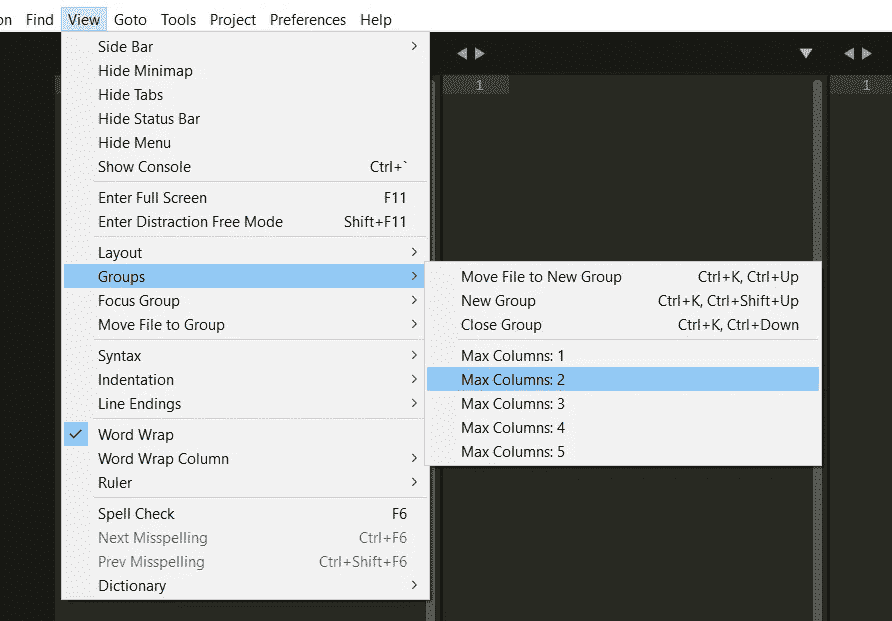 on Find View Goto Tools Project Preferences Help
Side Bar
Hide Minimap
Hide Tabs
Hide Status Bar
Hide Menu
Show Console Ctrl+`
Enter Full Screen F11
Enter Distraction Free Mode Shift+F11
Layout
Groups
Focus Group
Move File to Group
Syntax
Indentation
Line Endings
Word Wrap
Word Wrap Column
Ruler
Spell Check F6
Next Misspelling Ctrl+F6
Prev Misspelling Ctrl+Shift+F6
Dictionary
1
1
Move File to New Group Ctrl+K, Ctrl+Up
New Group Ctrl+K, Ctrl+Shift+Up
Close Group Ctrl+K, Ctrl+Down
Max Columns: 1
Max Columns: 2
Max Columns: 3
Max Columns: 4
Max Columns: 5